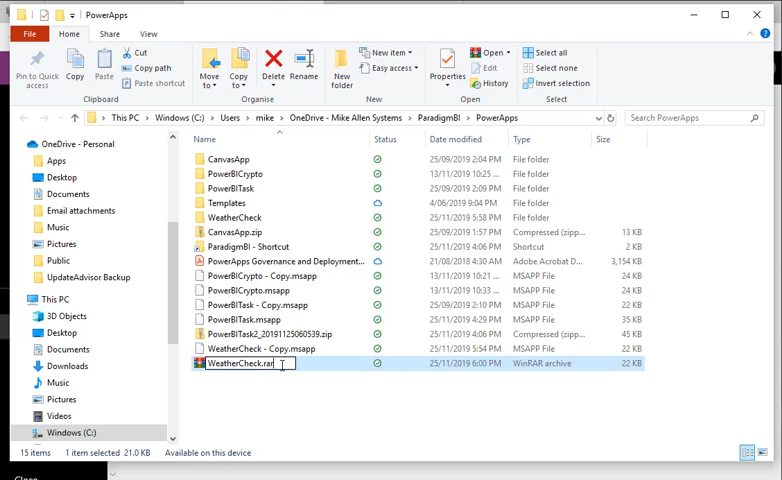 PowerApps
File Home Share View
Pin to Quick access
Copy
Paste
Cut
Copy path
Paste shortcut
Clipboard
Move to
Copy to
Delete
Rename
Organise
New folder
New item
Easy access
New
Properties
Open
Edit
History
Open
Select all
Select none
Invert selection
Select
This PC > Windows (C:) > Users > mike > OneDrive - Mike Allen Systems > ParadigmBI > PowerApps
Search PowerApps
OneDrive - Personal
Apps
Desktop
Documents
Email attachments
Music
Pictures
Public
UpdateAdvisor Backup
This PC
3D Objects
Desktop
Documents
Downloads
Music
Pictures
Videos
Windows (C:)
Name Status Date modified Type Size
CanvasApp 25/09/2019 2:04 PM File folder
PowerBICrypto 13/11/2019 10:25 ... File folder
PowerBITask 25/09/2019 2:09 PM File folder
Templates 4/06/2019 9:04 PM File folder
WeatherCheck 25/11/2019 5:58 PM File folder
CanvasApp.zip 25/09/2019 1:57 PM Compressed (zipp... 13 KB
ParadigmBI - Shortcut 25/11/2019 4:06 PM Shortcut 2 KB
PowerApps Governance and Deployment... 21/08/2018 4:30 AM Adobe Acrobat D... 3,154 KB
PowerBICrypto - Copy.msapp 13/11/2019 10:21 ... MSAPP File 24 KB
PowerBICrypto.msapp 13/11/2019 10:33 ... MSAPP File 24 KB
PowerBITask - Copy.msapp 25/09/2019 2:10 PM MSAPP File 22 KB
PowerBITask.msapp 25/11/2019 4:29 PM MSAPP File 35 KB
PowerBITask2_20191125060539.zip 25/11/2019 4:06 PM Compressed (zipp... 45 KB
WeatherCheck - Copy.msapp 25/11/2019 5:54 PM MSAPP File 22 KB
WeatherCheck.rar 25/11/2019 6:00 PM WinRAR archive 22 KB
15 items 1 item selected 21.0 KB Available on this device
Close